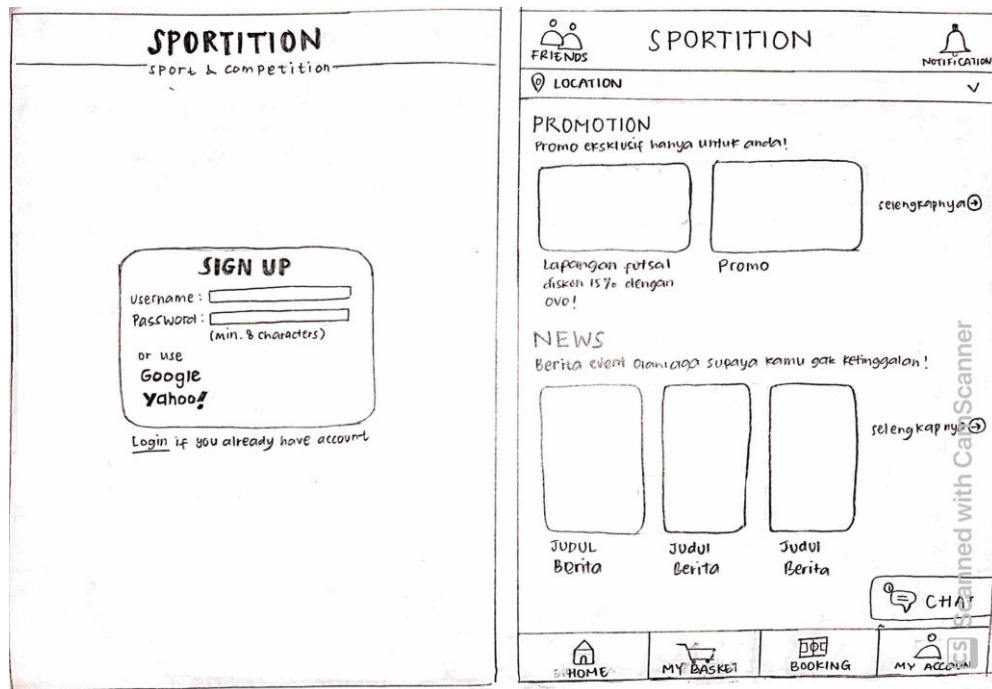 SPORTITION
sport & competition
SIGN UP
Username :
Password :
(min. 8 characters)
or use
Google
Yahoo!
Login if you already have account
FRIENDS
SPORTITION
NOTIFICATION
LOCATION
PROMOTION
Promo eksklusif hanya untuk anda!
selengkapnya
Lapangan futsal
diskon 15% dengan
OVO!
Promo
NEWS
Berita event olahraga supaya kamu gak ketinggalan!
selengkapnya
JUDUL
Berita
Judul
Berita
Judul
Berita
CHAT
HOME
MY BASKET
BOOKING
MY ACCOUN
CS Scanned with CamScanner